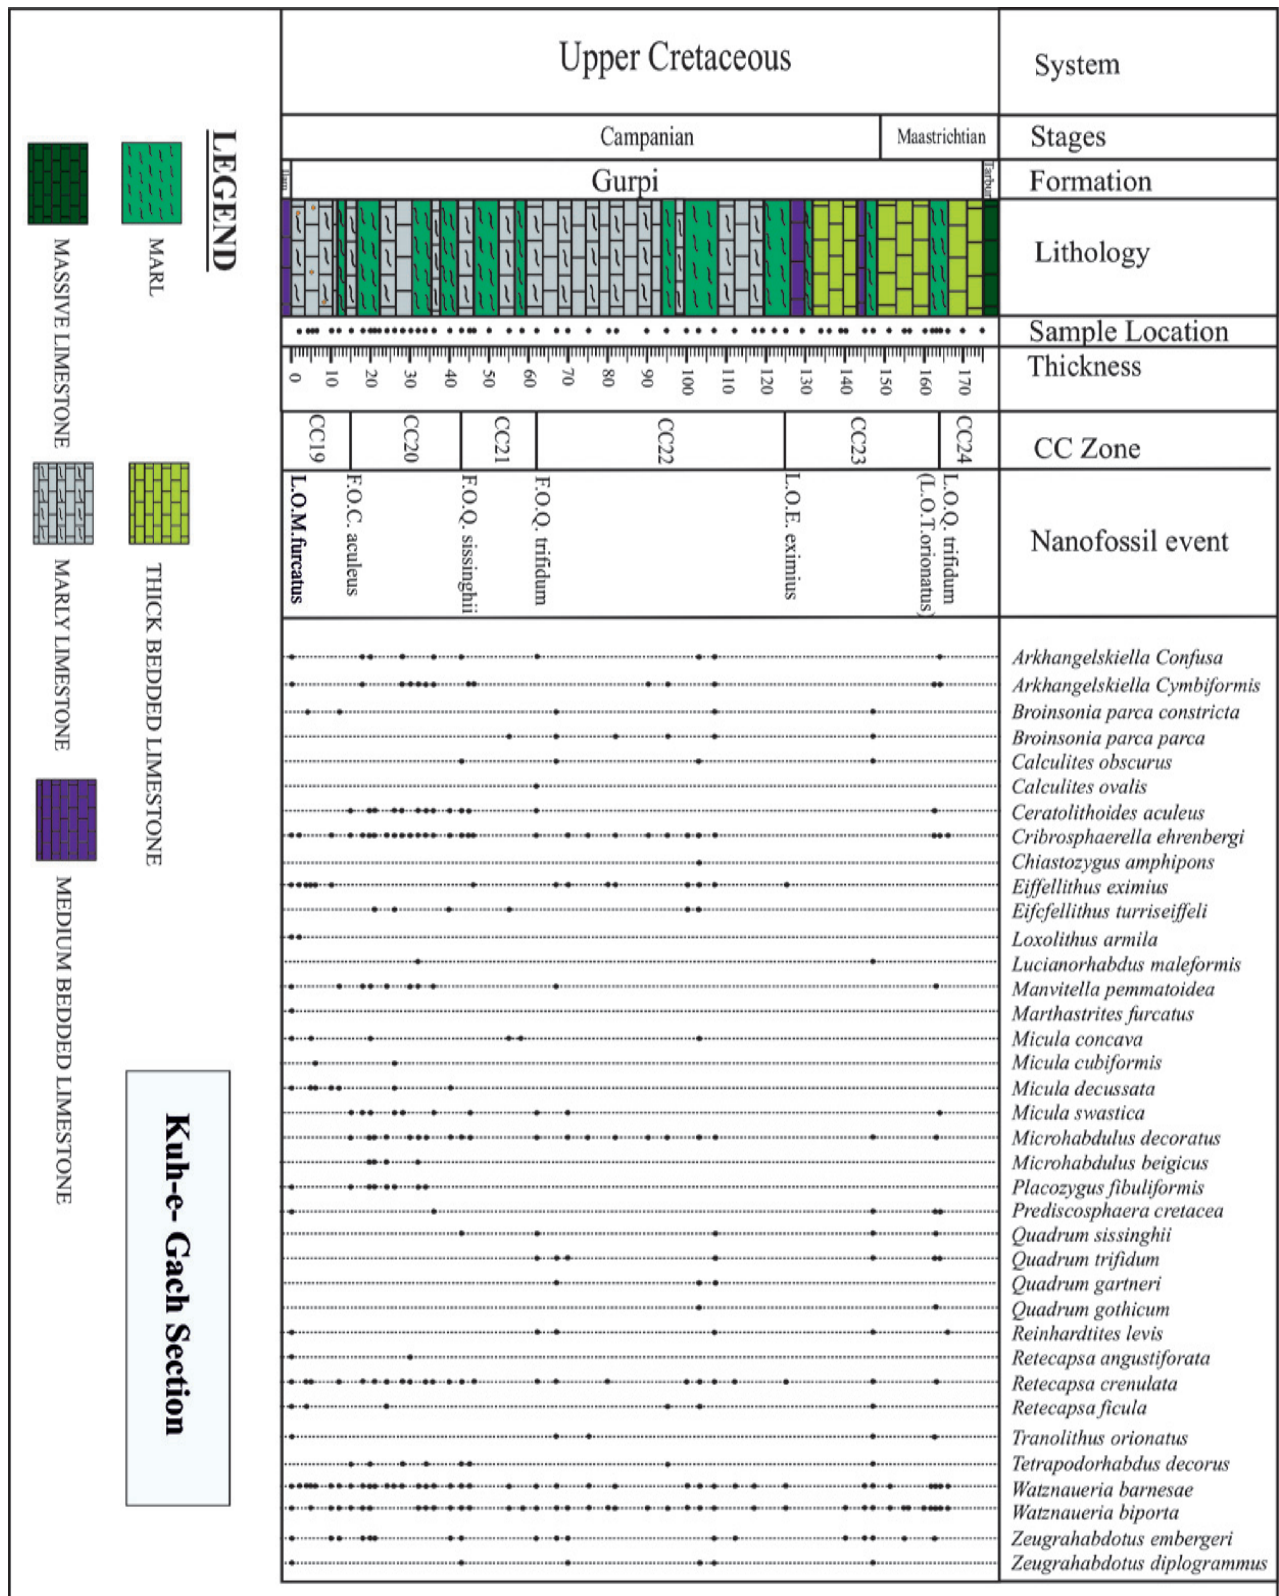 Upper Cretaceous
System
Campanian
Maastrichtian
Stages
Ilam
Gurpi
Tarbur
Formation
Lithology
Sample Location
0 10 20 30 40 50 60 70 80 90 100 110 120 130 140 150 160 170
Thickness
CC19 CC20 CC21 CC22 CC23 CC24
CC Zone
L.O.M.furcatus
F.O.C. aculeus
F.O.Q. sissinghii
F.O.Q. trifidum
L.O.E. eximius
(L.O.T.orionatus)
L.O.Q. trifidum
Nanofossil event
Arkhangelskiella Confusa
Arkhangelskiella Cymbiformis
Broinsonia parca constricta
Broinsonia parca parca
Calculites obscurus
Calculites ovalis
Ceratolithoides aculeus
Cribrosphaerella ehrenbergi
Chiastozygus amphipons
Eiffellithus eximius
Eifcfellithus turriseiffeli
Loxolithus armila
Lucianorhabdus maleformis
Manvitella pemmatoidea
Marthastrites furcatus
Micula concava
Micula cubiformis
Micula decussata
Micula swastica
Microhabdulus decoratus
Microhabdulus beigicus
Placozygus fibuliformis
Prediscosphaera cretacea
Quadrum sissinghii
Quadrum trifidum
Quadrum gartneri
Quadrum gothicum
Reinhardtites levis
Retecapsa angustiforata
Retecapsa crenulata
Retecapsa ficula
Tranolithus orionatus
Tetrapodorhabdus decorus
Watznaueria barnesae
Watznaueria biporta
Zeugrahabdotus embergeri
Zeugrahabdotus diplogrammus
LEGEND
MARL
THICK BEDDED LIMESTONE
MASSIVE LIMESTONE
MARLY LIMESTONE
MEDIUM BEDDED LIMESTONE
Kuh-e- Gach Section